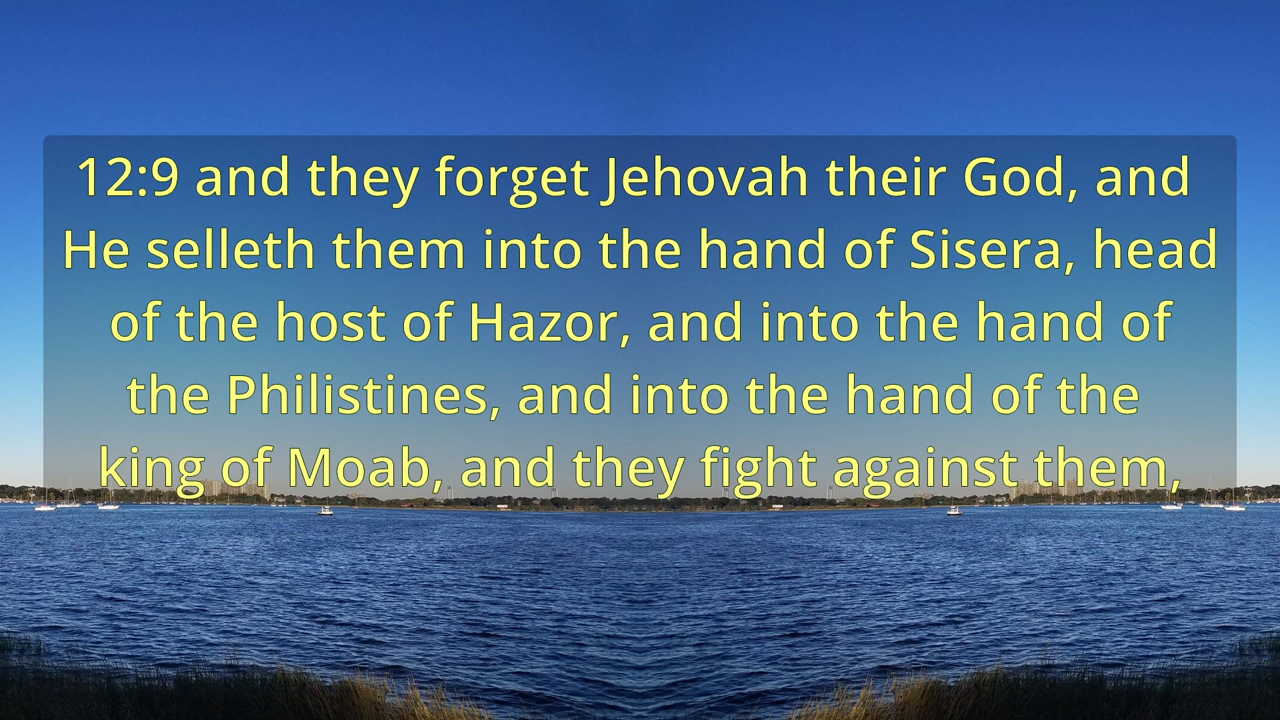 12:9 and they forget Jehovah their God, and
He selleth them into the hand of Sisera, head
of the host of Hazor, and into the hand of
the Philistines, and into the hand of the
king of Moab, and they fight against them,